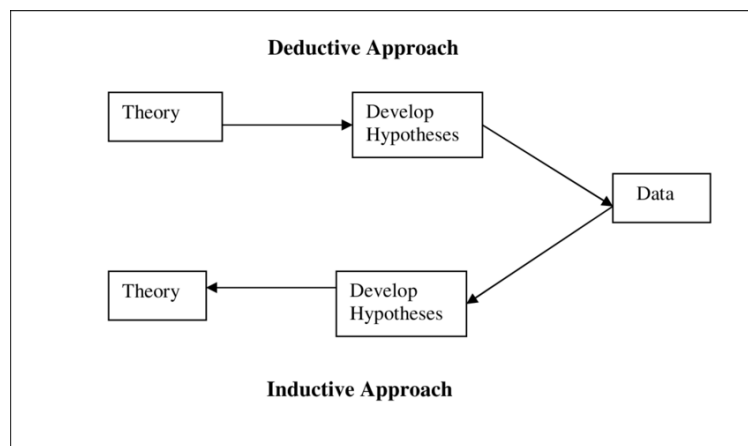 Deductive Approach
Theory
Develop
Hypotheses
Data
Theory
Develop
Hypotheses
Inductive Approach